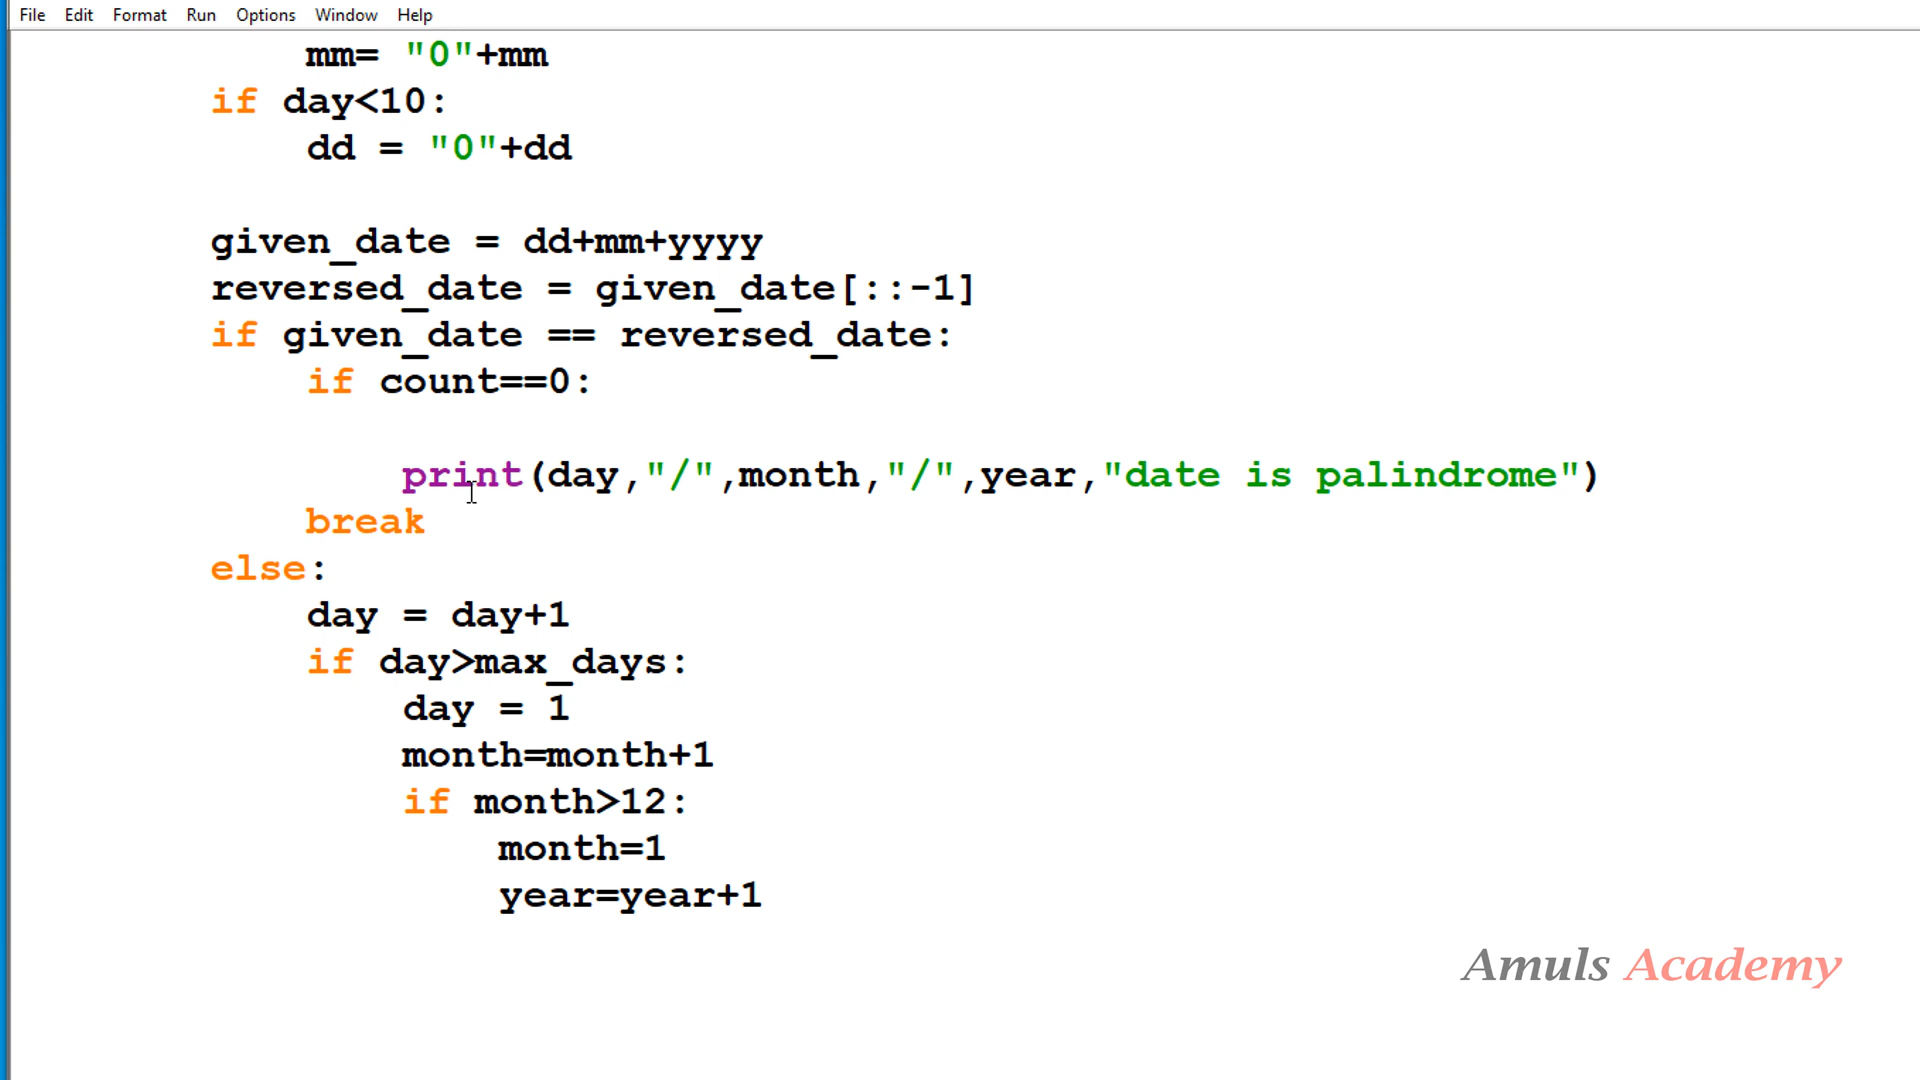 File Edit Format Run Options Window Help
mm= "0"+mm
if day<10:
dd = "0"+dd
given_date = dd+mm+yyyy
reversed_date = given_date[::-1]
if given_date == reversed_date:
if count==0:
print(day,"/",month,"/",year,"date is palindrome")
break
else:
day = day+1
if day>max_days:
day = 1
month=month+1
if month>12:
month=1
year=year+1
Amuls Academy